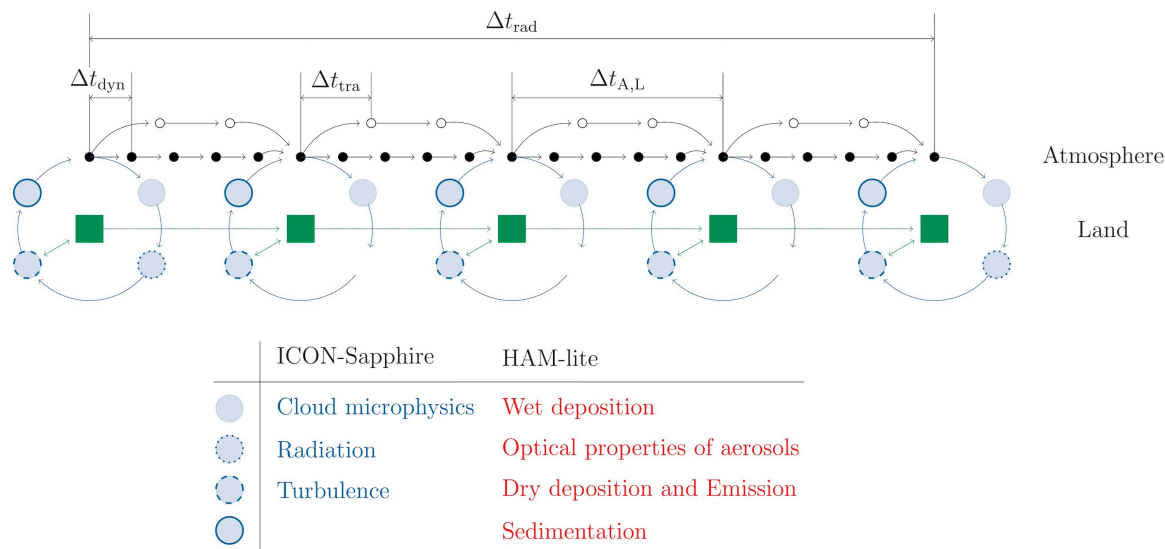 Δt_rad
Δt_dyn Δt_tra Δt_A,L
Atmosphere
Land
ICON-Sapphire HAM-lite
Cloud microphysics Wet deposition
Radiation Optical properties of aerosols
Turbulence Dry deposition and Emission
Sedimentation